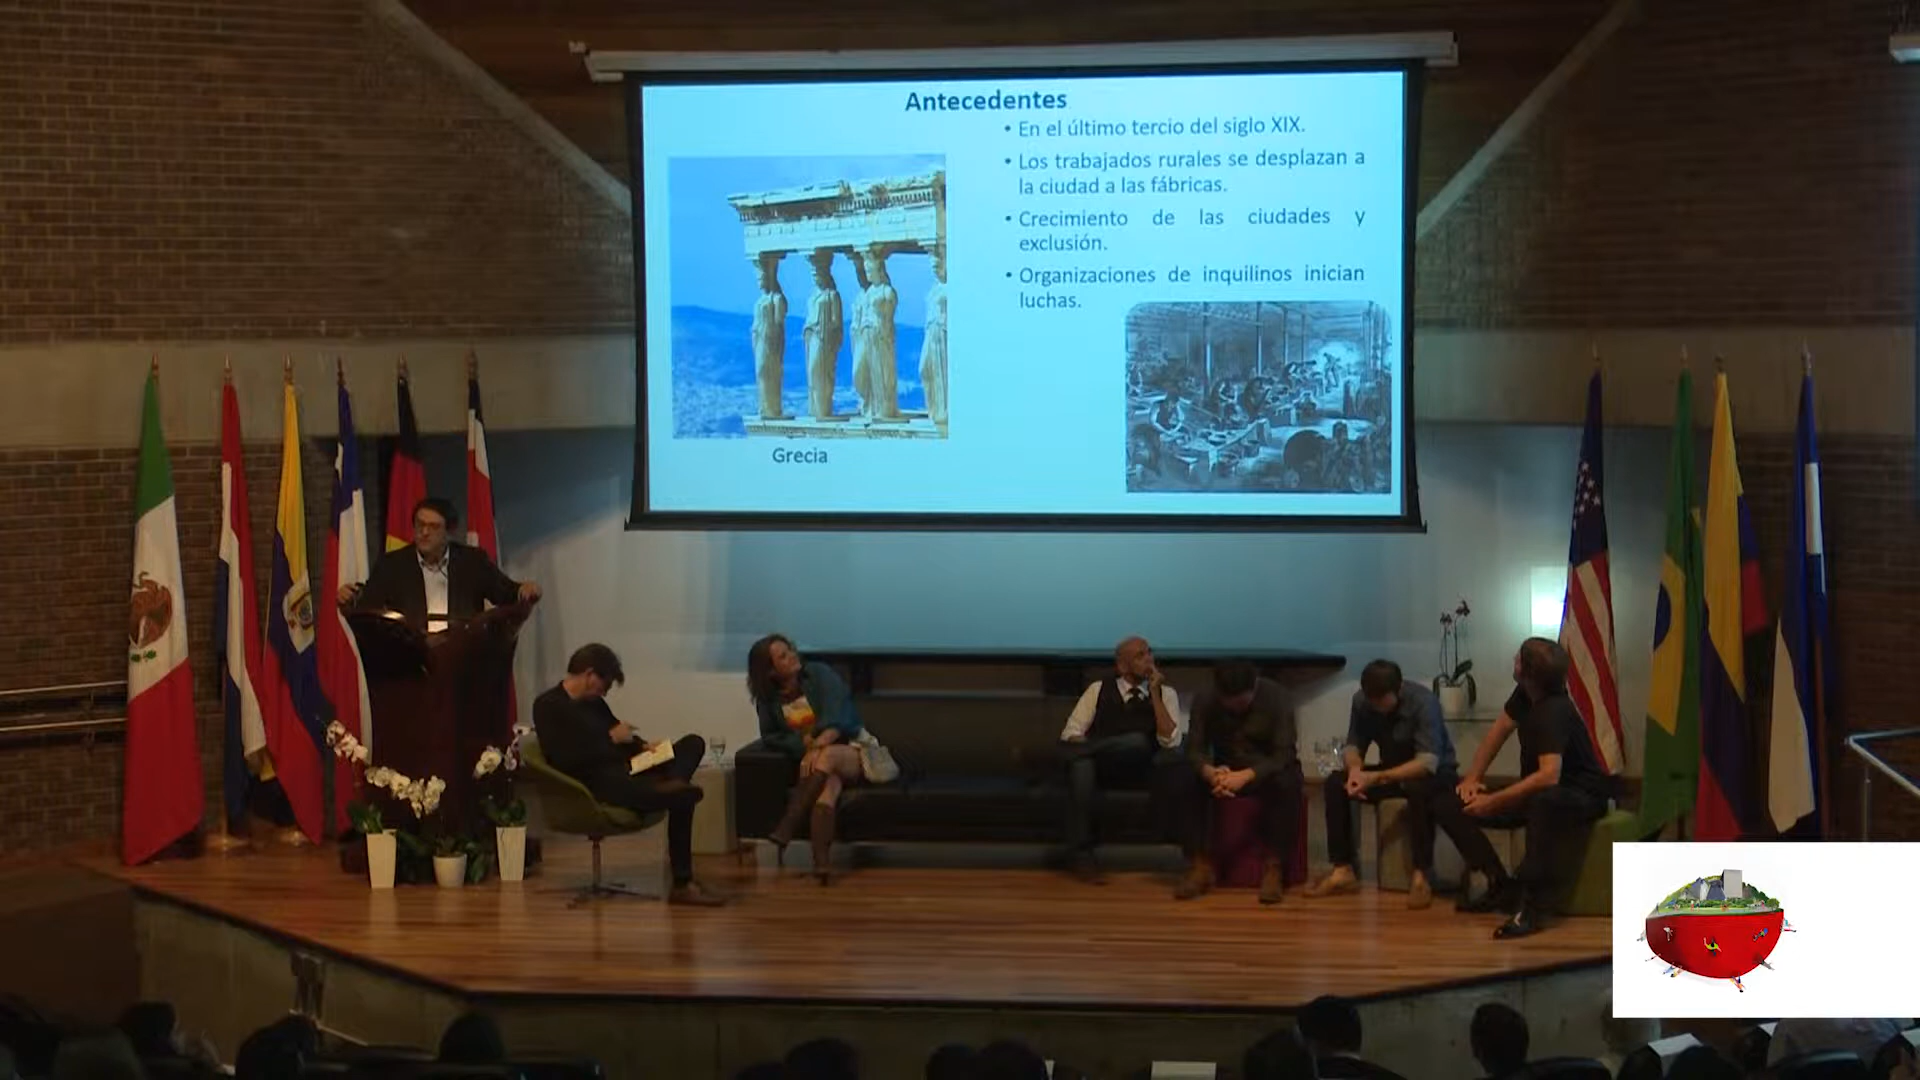 Antecedentes
• En el último tercio del siglo XIX.
• Los trabajados rurales se desplazan a
la ciudad a las fábricas.
• Crecimiento de las ciudades y
exclusión.
• Organizaciones de inquilinos inician
luchas.
Grecia